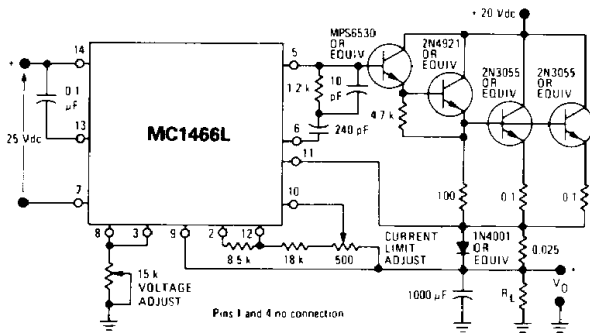 + 20 Vdc
MPS6530
OR
EQUIV
2N4921
OR
EQUIV
2N3055
OR
EQUIV
2N3055
OR
EQUIV
+
14
5
0.1
µF
1.2 k
10
pF
4.7 k
25 Vdc
13
MC1466L
6
240 pF
11
100
0.1
0.1
7
10
8
3
9
2
12
CURRENT
LIMIT
ADJUST
1N4001
OR
EQUIV
0.025
8.5 k
18 k
500
+
15 k
VOLTAGE
ADJUST
1000 µF
RL
VO
Pins 1 and 4 no connection